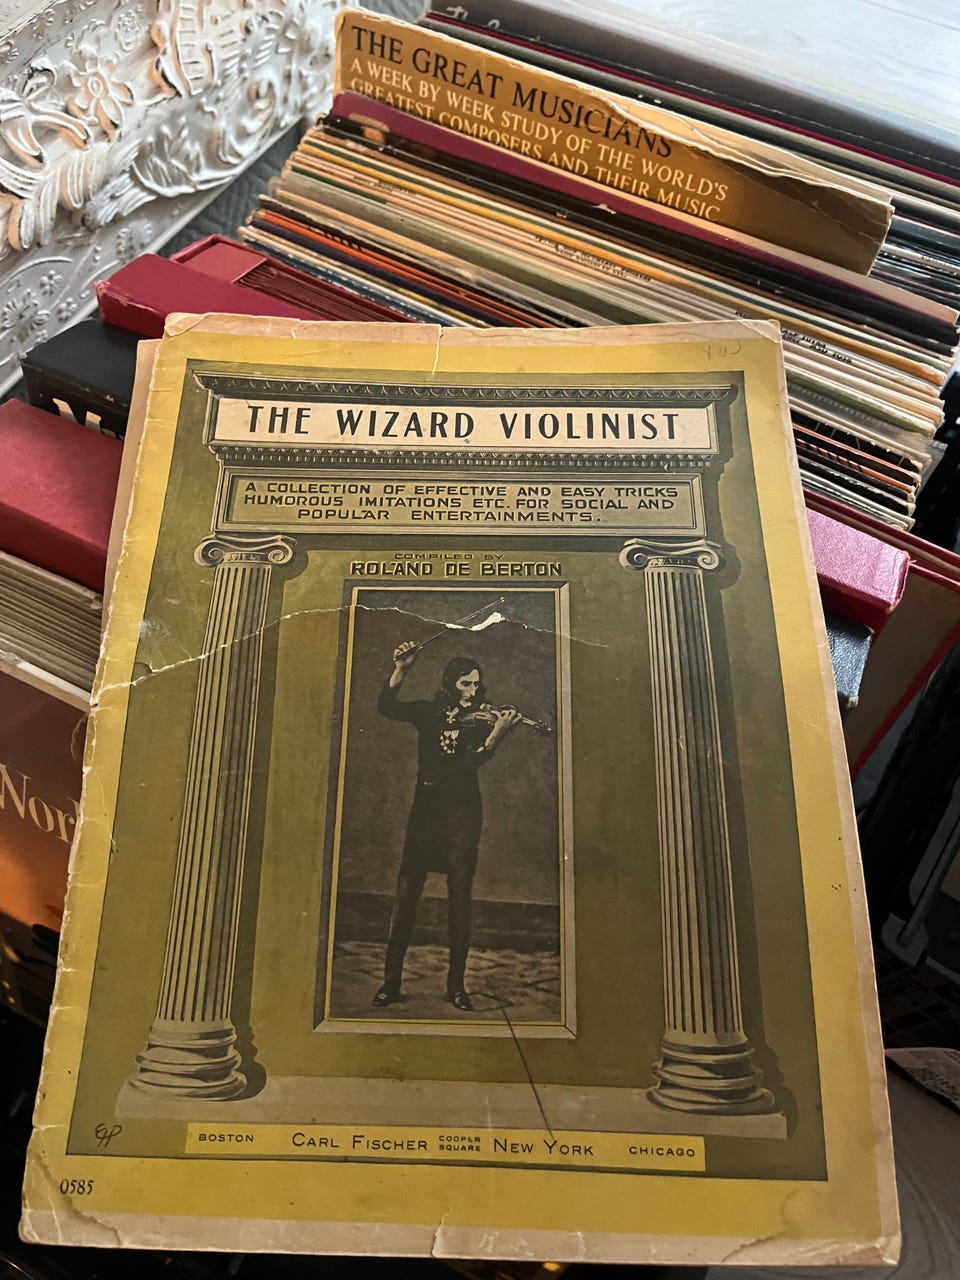 THE GREAT MUSICIANS
A WEEK BY WEEK STUDY OF THE WORLD'S
GREATEST COMPOSERS AND THEIR MUSIC
THE WIZARD VIOLINIST
A COLLECTION OF EFFECTIVE AND EASY TRICKS
HUMOROUS IMITATIONS ETC. FOR SOCIAL AND
POPULAR ENTERTAINMENTS.
COMPILED BY
ROLAND DE BERTON
Nor
EHP
BOSTON CARL FISCHER COOPER SQUARE NEW YORK CHICAGO
0585